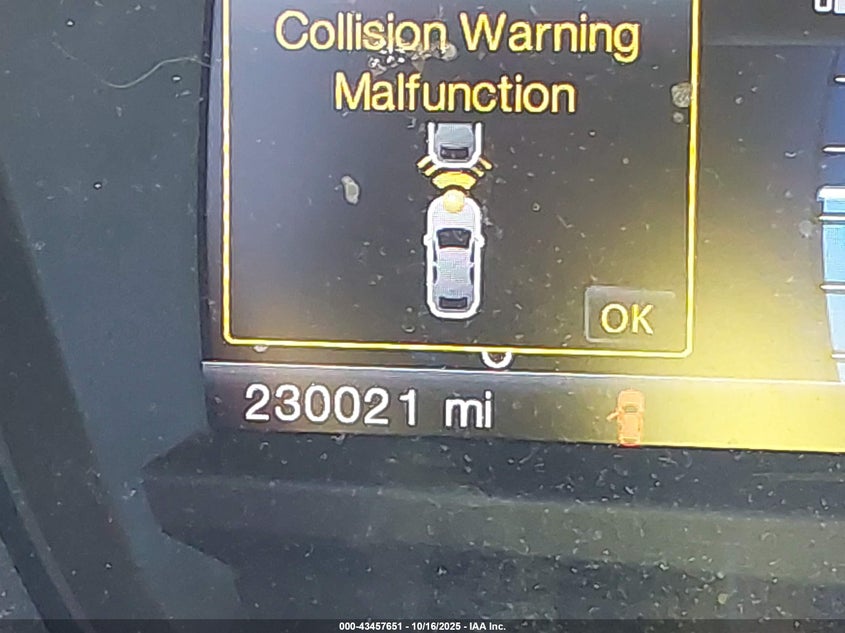 Collision Warning
Malfunction
OK
230021 mi
000-43457651 - 10/16/2025 - IAA Inc.